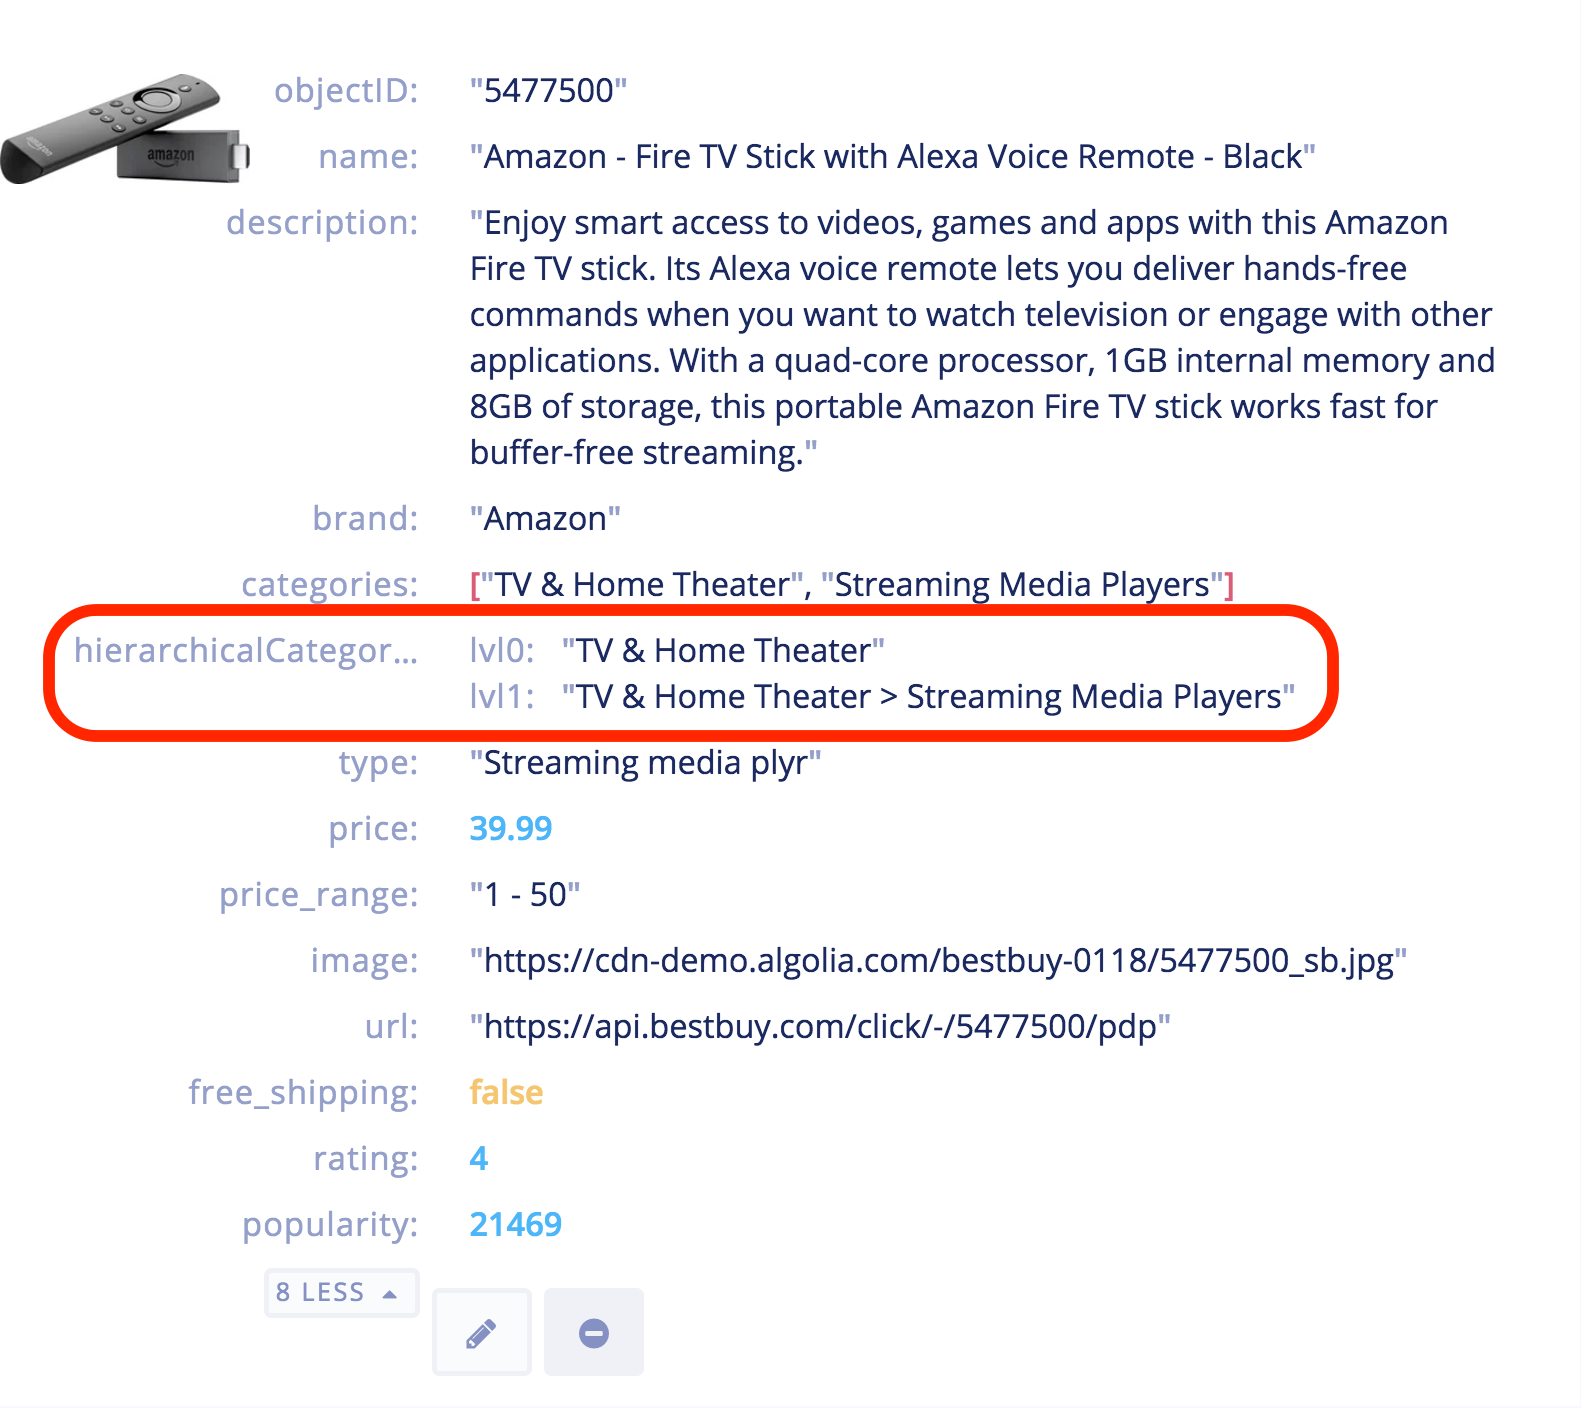 objectID: "5477500"
amazon
amazon
name: "Amazon - Fire TV Stick with Alexa Voice Remote - Black"
description: "Enjoy smart access to videos, games and apps with this Amazon
Fire TV stick. Its Alexa voice remote lets you deliver hands-free
commands when you want to watch television or engage with other
applications. With a quad-core processor, 1GB internal memory and
8GB of storage, this portable Amazon Fire TV stick works fast for
buffer-free streaming."
brand: "Amazon"
categories: ["TV & Home Theater", "Streaming Media Players"]
hierarchicalCategor... lvl0: "TV & Home Theater"
lvl1: "TV & Home Theater > Streaming Media Players"
type: "Streaming media plyr"
price: 39.99
price_range: "1 - 50"
image: "https://cdn-demo.algolia.com/bestbuy-0118/5477500_sb.jpg"
url: "https://api.bestbuy.com/click/-/5477500/pdp"
free_shipping: false
rating: 4
popularity: 21469
8 LESS